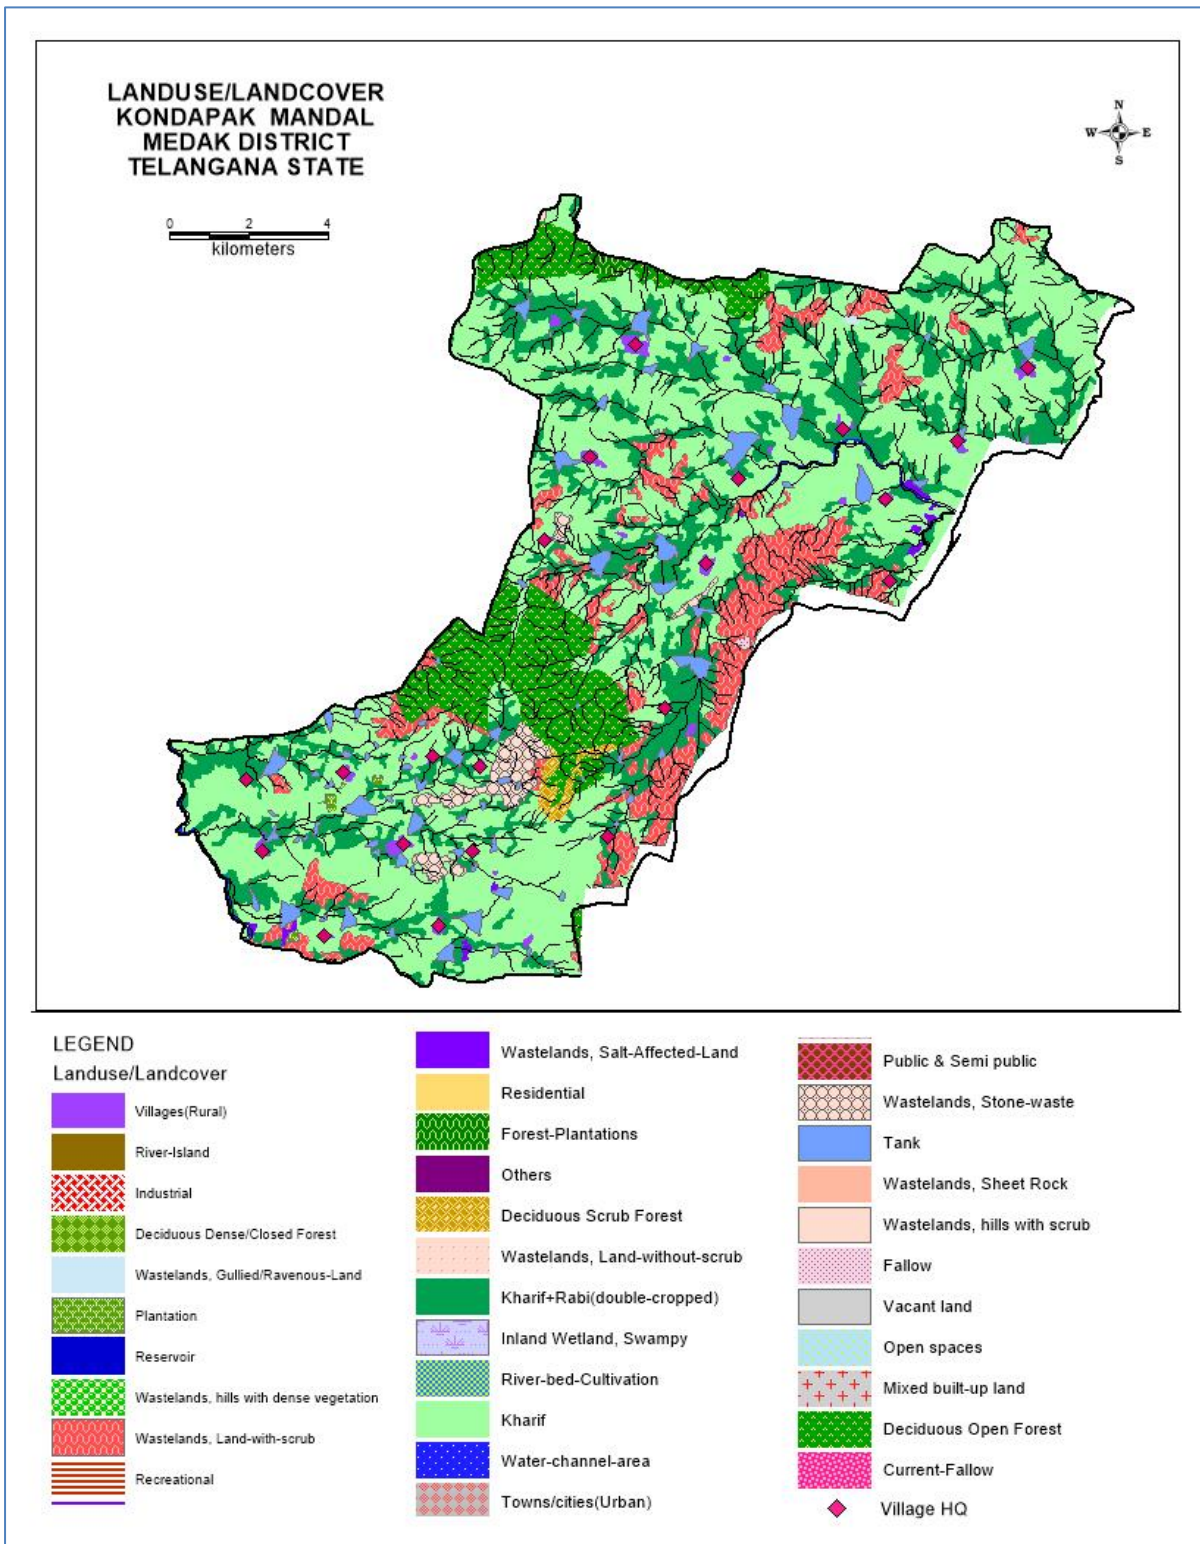 LANDUSE/LANDCOVER
KONDAPAK MANDAL
MEDAK DISTRICT
TELANGANA STATE
N
W E
S
0 2 4
kilometers
LEGEND
Landuse/Landcover
Villages(Rural)
River-Island
Industrial
Deciduous Dense/Closed Forest
Wastelands, Gullied/Ravenous-Land
Plantation
Reservoir
Wastelands, hills with dense vegetation
Wastelands, Land-with-scrub
Recreational
Wastelands, Salt-Affected-Land
Residential
Forest-Plantations
Others
Deciduous Scrub Forest
Wastelands, Land-without-scrub
Kharif+Rabi(double-cropped)
Inland Wetland, Swampy
River-bed-Cultivation
Kharif
Water-channel-area
Towns/cities(Urban)
Public & Semi public
Wastelands, Stone-waste
Tank
Wastelands, Sheet Rock
Wastelands, hills with scrub
Fallow
Vacant land
Open spaces
Mixed built-up land
Deciduous Open Forest
Current-Fallow
Village HQ